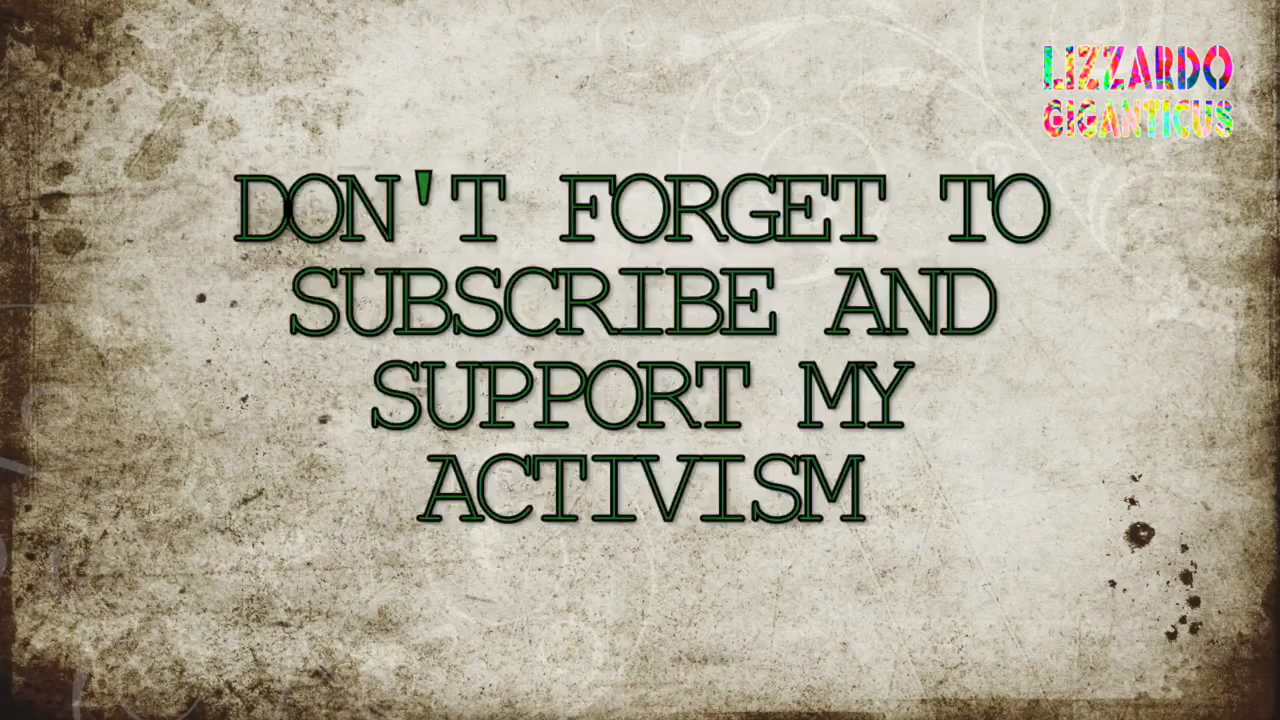 LIZZARDO
GIGANTICUS
DON'T FORGET TO
SUBSCRIBE AND
SUPPORT MY
ACTIVISM